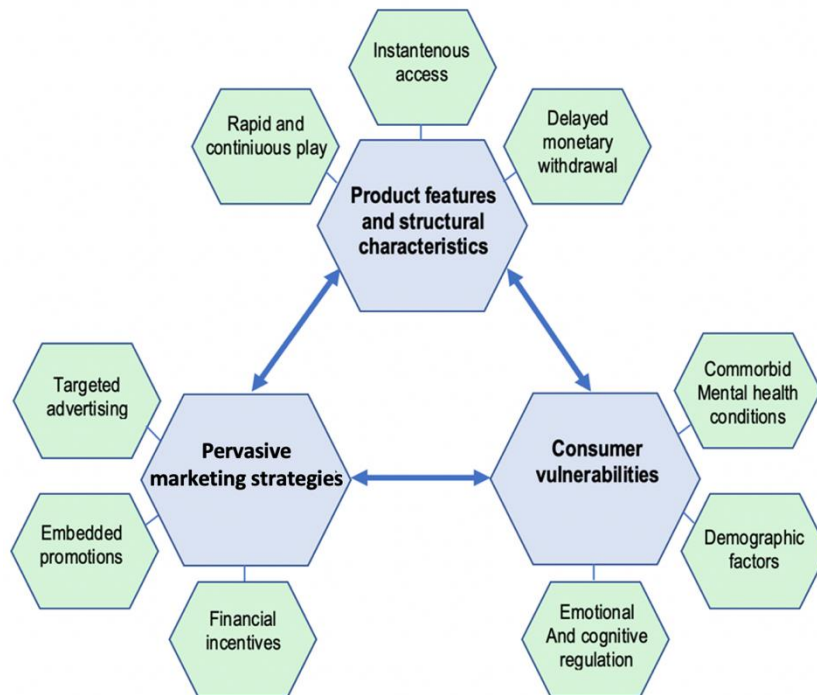 Instantenous
access
Rapid and
continiuous play
Delayed
monetary
withdrawal
Product features
and structural
characteristics
Targeted
advertising
Pervasive
marketing strategies
Embedded
promotions
Financial
incentives
Consumer
vulnerabilities
Commorbid
Mental health
conditions
Demographic
factors
Emotional
And cognitive
regulation